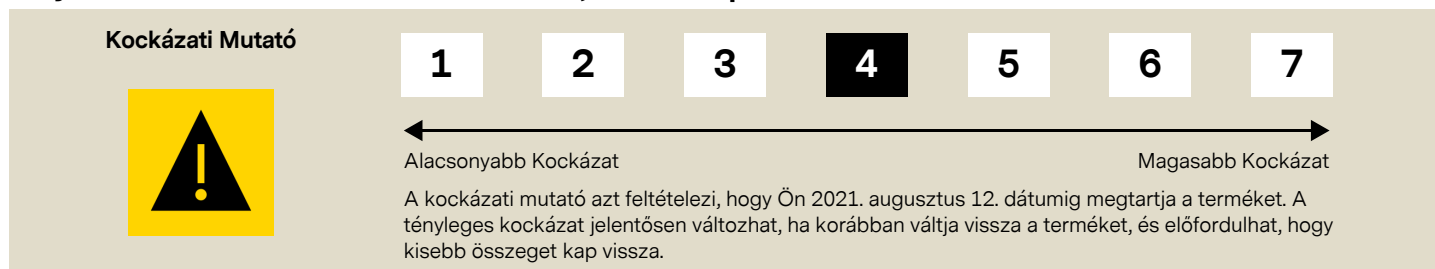 Kockázati Mutató
1 2 3 4 5 6 7
Alacsonyabb Kockázat Magasabb Kockázat
A kockázati mutató azt feltételezi, hogy Ön 2021. augusztus 12. dátumig megtartja a terméket. A
tényleges kockázat jelentősen változhat, ha korábban váltja vissza a terméket, és előfordulhat, hogy
kisebb összeget kap vissza.